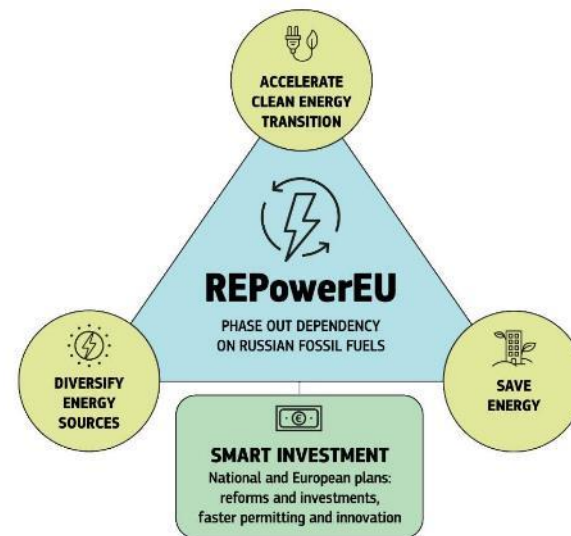 ACCELERATE
CLEAN ENERGY
TRANSITION
REPowerEU
PHASE OUT DEPENDENCY
ON RUSSIAN FOSSIL FUELS
DIVERSIFY
ENERGY
SOURCES
SAVE
ENERGY
€
SMART INVESTMENT
National and European plans:
reforms and investments,
faster permitting and innovation